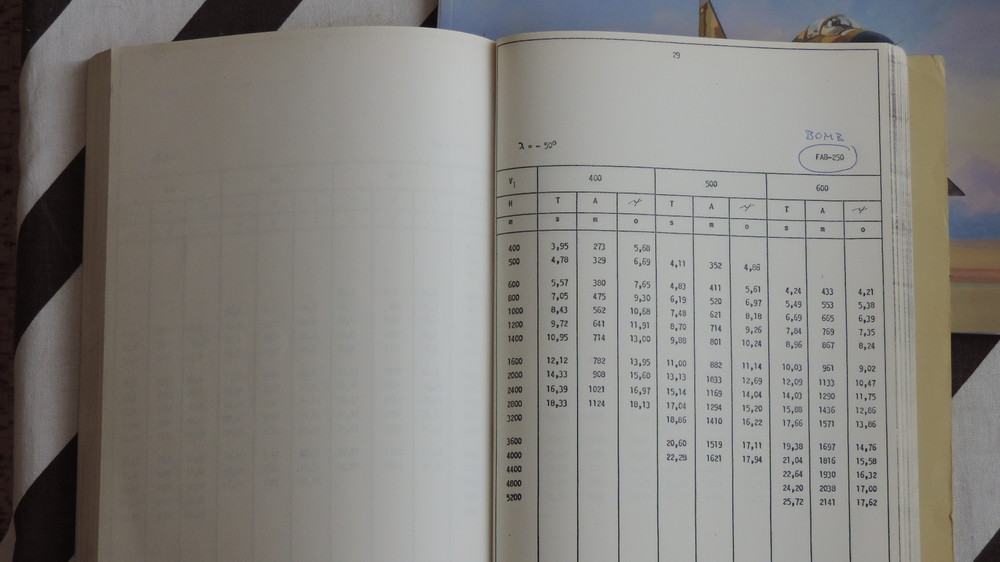 29
BOMB
λ = - 50°
FAB-250
V₁ 400 500 600
H T A 𝜓 T A 𝜓 T A 𝜓
m s m o s m o s m o
400 3,95 273 5,68
500 4,78 329 6,69 4,11 352 4,86
600 5,57 380 7,65 4,83 411 5,61 4,24 433 4,21
800 7,05 475 9,30 6,19 520 6,97 5,49 553 5,38
1000 8,43 562 10,68 7,48 621 8,18 6,69 665 6,39
1200 9,72 641 11,91 8,70 714 9,26 7,84 769 7,35
1400 10,95 714 13,00 9,88 801 10,24 8,96 867 8,24
1600 12,12 782 13,95 11,00 882 11,14 10,03 961 9,02
2000 14,33 908 15,60 13,13 1033 12,69 12,09 1133 10,47
2400 16,39 1021 16,97 15,14 1169 14,04 14,03 1290 11,75
2800 18,33 1124 18,13 17,04 1294 15,20 15,88 1436 12,86
3200 18,86 1410 16,22 17,66 1571 13,86
3600 20,60 1519 17,11 19,38 1697 14,76
4000 22,28 1621 17,94 21,04 1816 15,58
4400 22,64 1930 16,32
4800 24,20 2038 17,00
5200 25,72 2141 17,62